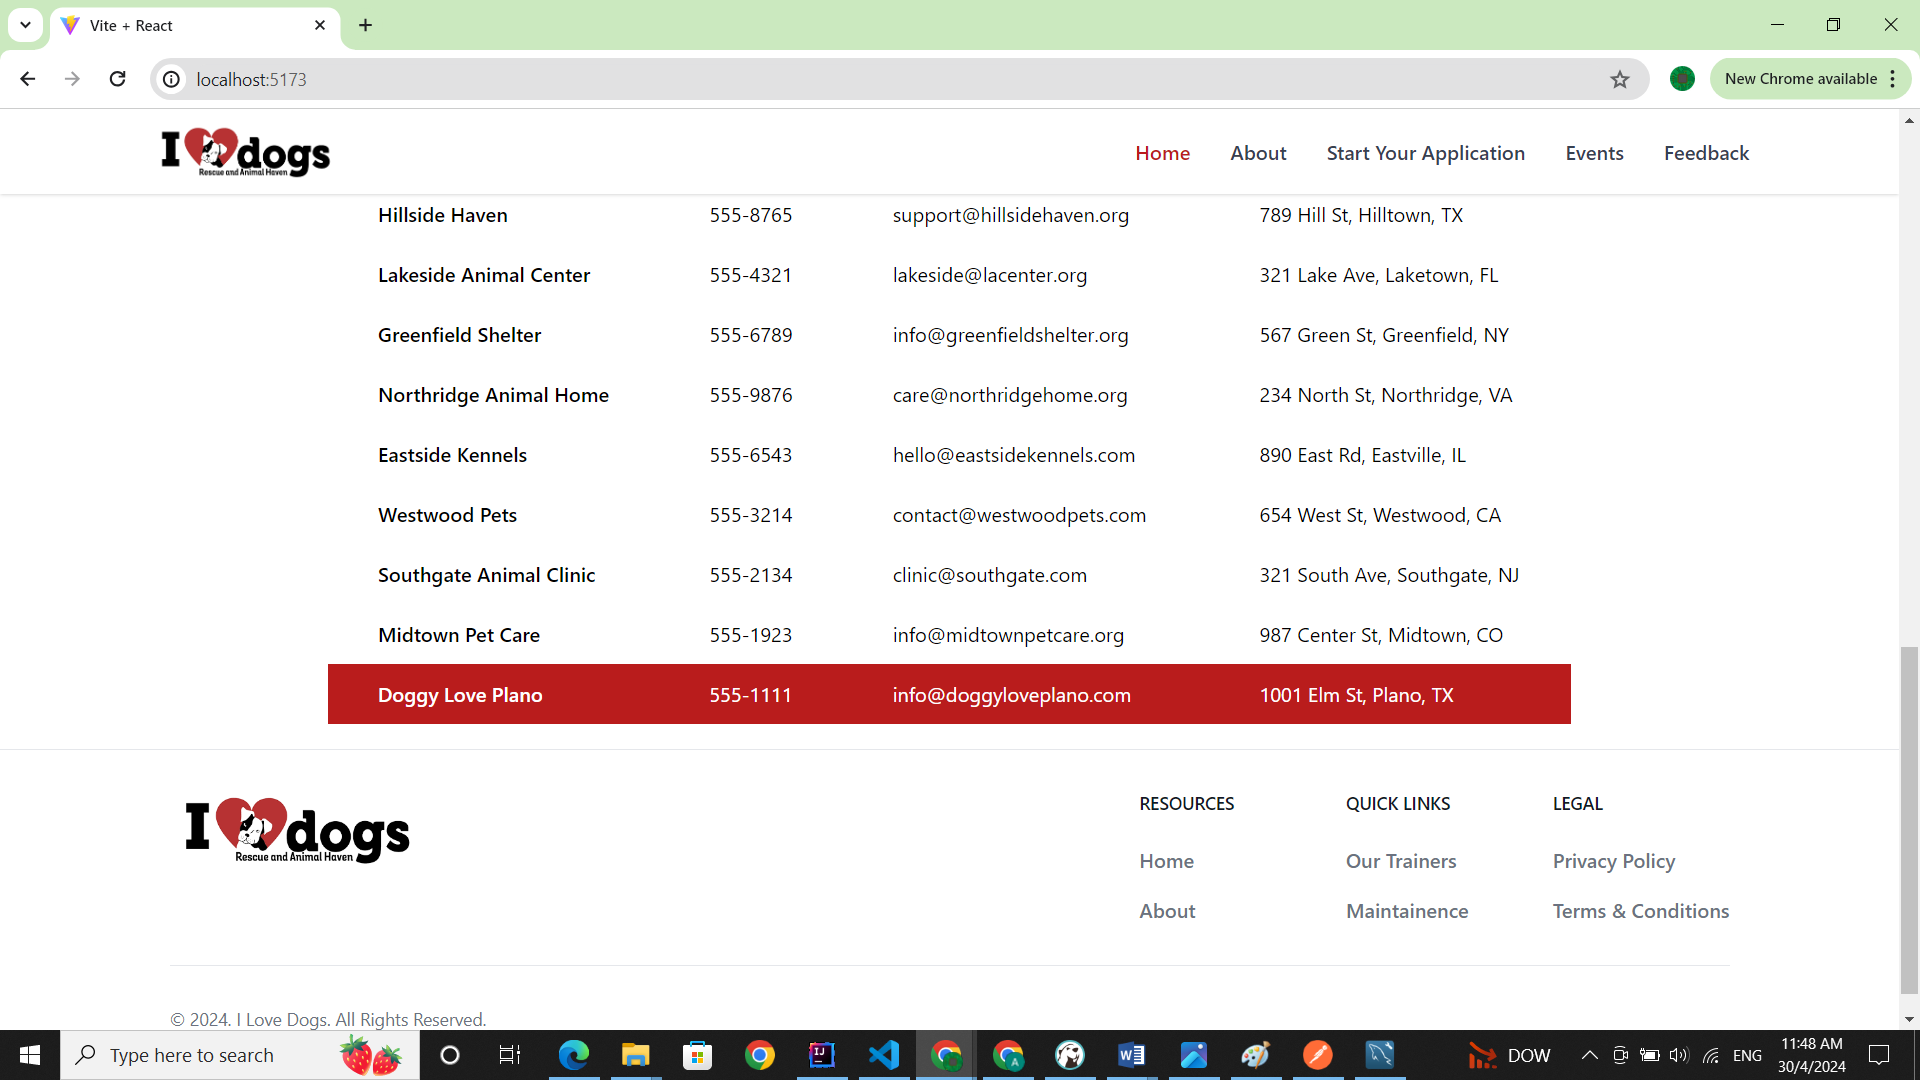 Vite + React
localhost:5173
New Chrome available
I dogs
Rescue and Animal Haven
Home About Start Your Application Events Feedback
Hillside Haven 555-8765 support@hillsidehaven.org 789 Hill St, Hilltown, TX
Lakeside Animal Center 555-4321 lakeside@lacenter.org 321 Lake Ave, Laketown, FL
Greenfield Shelter 555-6789 info@greenfieldshelter.org 567 Green St, Greenfield, NY
Northridge Animal Home 555-9876 care@northridgehome.org 234 North St, Northridge, VA
Eastside Kennels 555-6543 hello@eastsidekennels.com 890 East Rd, Eastville, IL
Westwood Pets 555-3214 contact@westwoodpets.com 654 West St, Westwood, CA
Southgate Animal Clinic 555-2134 clinic@southgate.com 321 South Ave, Southgate, NJ
Midtown Pet Care 555-1923 info@midtownpetcare.org 987 Center St, Midtown, CO
Doggy Love Plano 555-1111 info@doggyloveplano.com 1001 Elm St, Plano, TX
I dogs
Rescue and Animal Haven
RESOURCES QUICK LINKS LEGAL
Home Our Trainers Privacy Policy
About Maintainence Terms & Conditions
© 2024. I Love Dogs. All Rights Reserved.
Type here to search
DOW
ENG
11:48 AM
30/4/2024